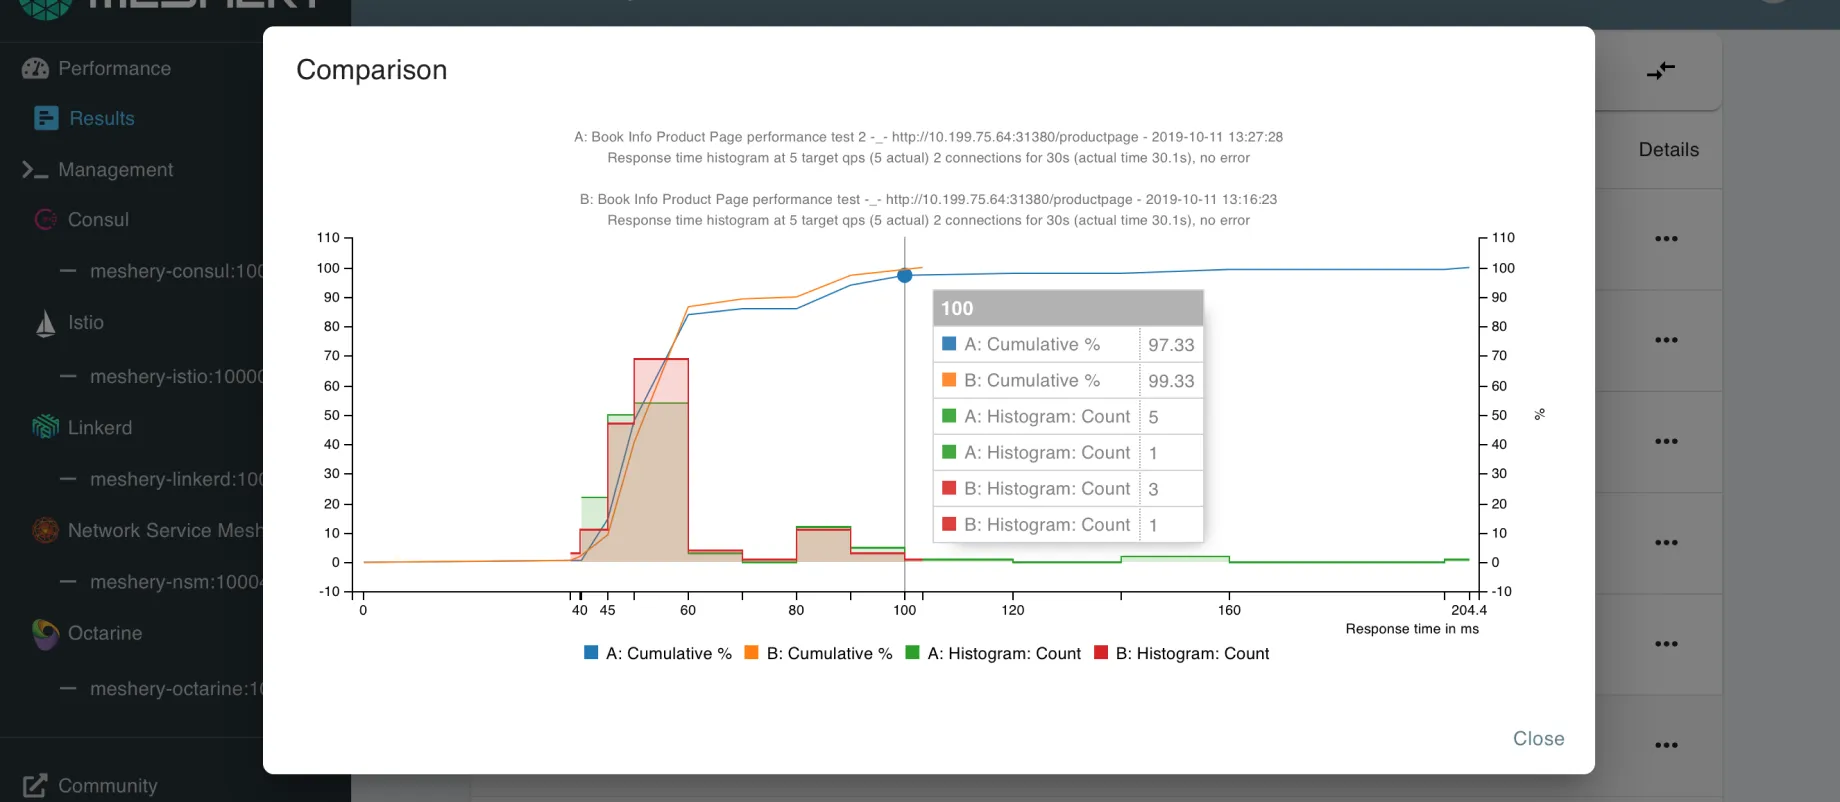 MESHERY
Performance
Results
Management
Consul
meshery-consul:100
Istio
meshery-istio:10000
Linkerd
meshery-linkerd:100
Network Service Mesh
meshery-nsm:10004
Octarine
meshery-octarine:10
Community
Details
Comparison
A: Book Info Product Page performance test 2 -_- http://10.199.75.64:31380/productpage - 2019-10-11 13:27:28
Response time histogram at 5 target qps (5 actual) 2 connections for 30s (actual time 30.1s), no error
B: Book Info Product Page performance test -_- http://10.199.75.64:31380/productpage - 2019-10-11 13:16:23
Response time histogram at 5 target qps (5 actual) 2 connections for 30s (actual time 30.1s), no error
110 110
100 100
90 90
80 80
70 70
60 60
50 50
40 40
30 30
20 20
10 10
0 0
-10 -10
%
100
A: Cumulative % 97.33
B: Cumulative % 99.33
A: Histogram: Count 5
A: Histogram: Count 1
B: Histogram: Count 3
B: Histogram: Count 1
0 40 45 60 80 100 120 160 204.4
Response time in ms
A: Cumulative % B: Cumulative % A: Histogram: Count B: Histogram: Count
Close